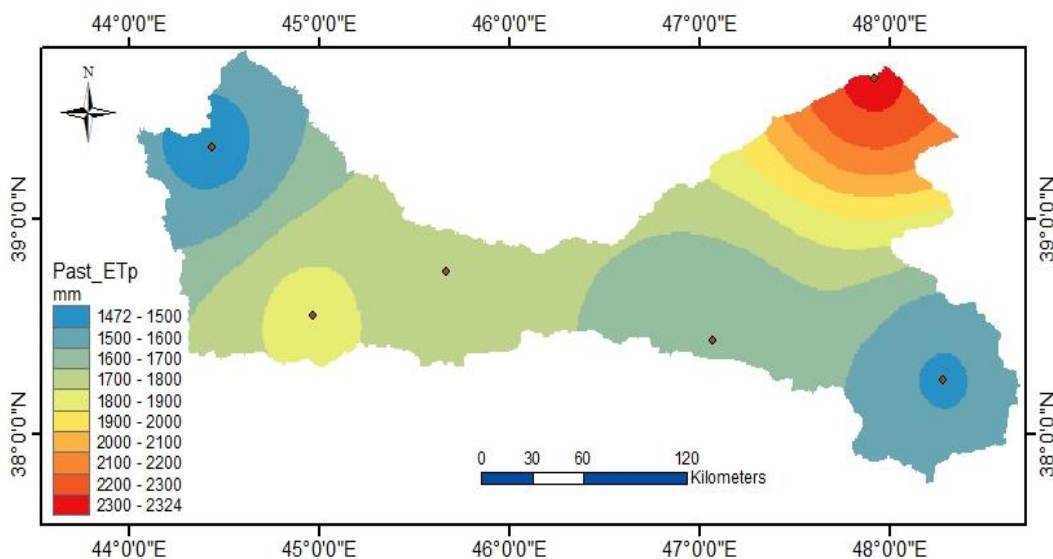 44°0'0"E 45°0'0"E 46°0'0"E 47°0'0"E 48°0'0"E
N
39°0'0"N 39°0'0"N
Past_ETp
mm
1472 - 1500
1500 - 1600
1600 - 1700
1700 - 1800
1800 - 1900
1900 - 2000
2000 - 2100
2100 - 2200
2200 - 2300
2300 - 2324
38°0'0"N 38°0'0"N
0 30 60 120
Kilometers
44°0'0"E 45°0'0"E 46°0'0"E 47°0'0"E 48°0'0"E